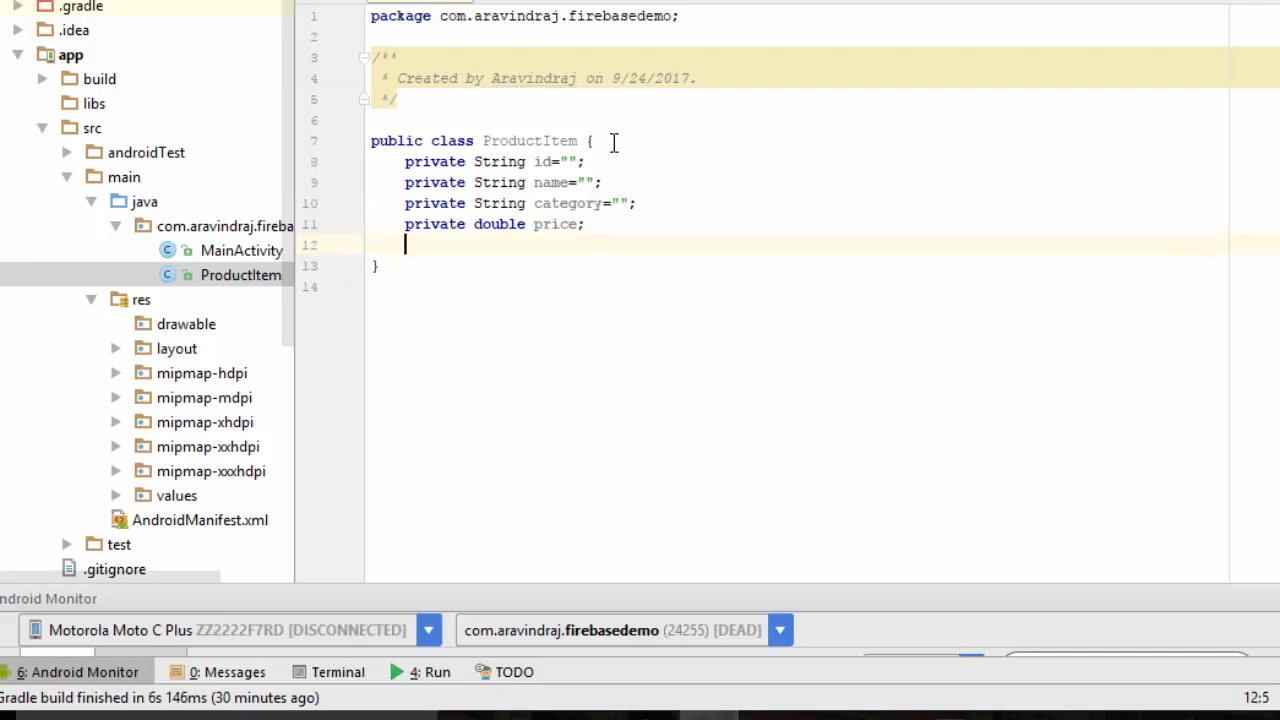 .gradle
.idea
app
build
libs
src
androidTest
main
java
com.aravindraj.fireba
MainActivity
ProductItem
res
drawable
layout
mipmap-hdpi
mipmap-mdpi
mipmap-xhdpi
mipmap-xxhdpi
mipmap-xxxhdpi
values
AndroidManifest.xml
test
.gitignore
1 package com.aravindraj.firebasedemo;
2
3 /**
4 * Created by Aravindraj on 9/24/2017.
5 */
6
7 public class ProductItem {
8 private String id="";
9 private String name="";
10 private String category="";
11 private double price;
12
13 }
14
ndroid Monitor
Motorola Moto C Plus ZZ2222F7RD [DISCONNECTED] com.aravindraj.firebasedemo (24255) [DEAD]
6: Android Monitor 0: Messages Terminal 4: Run TODO
Gradle build finished in 6s 146ms (30 minutes ago) 12:5